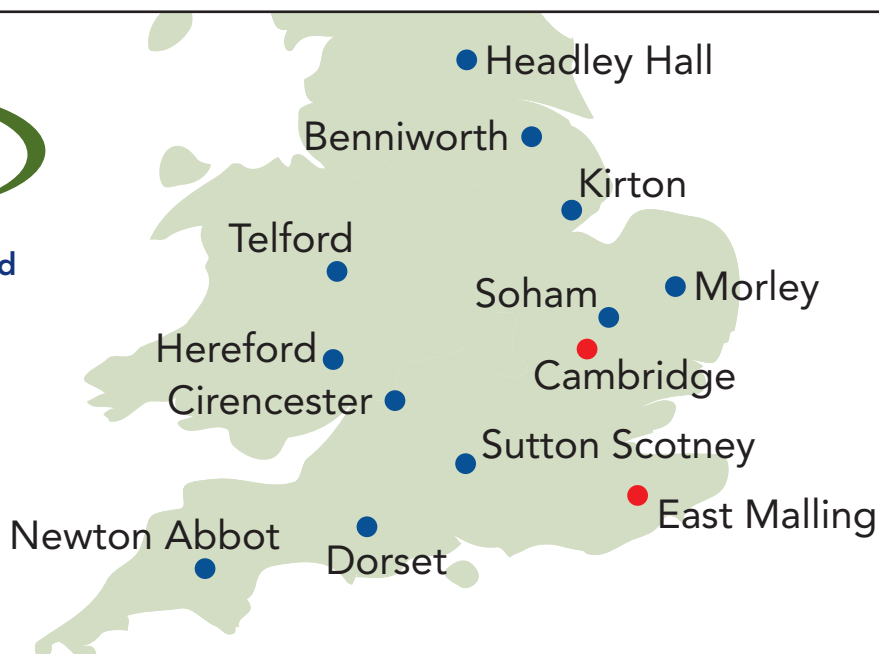 Headley Hall
Benniworth
Kirton
Telford
d
Morley
Soham
Hereford
Cambridge
Cirencester
Sutton Scotney
East Malling
Newton Abbot
Dorset